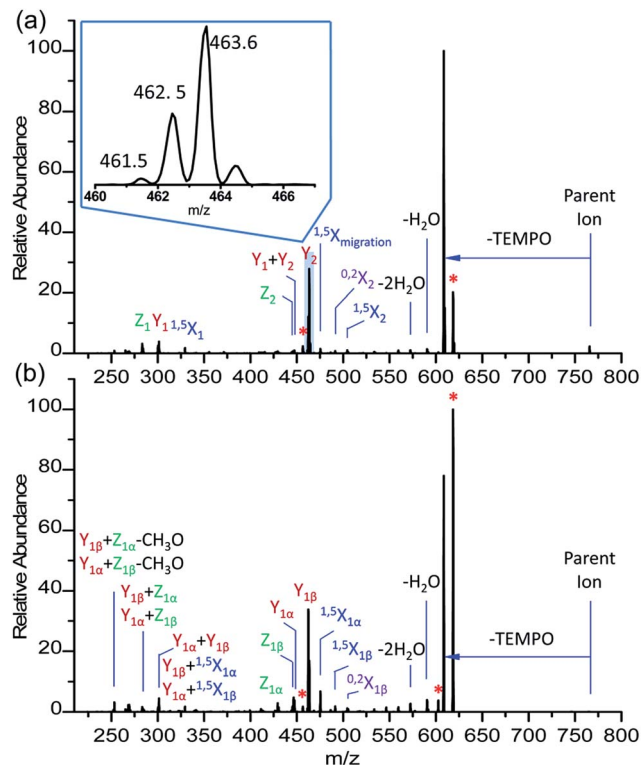 (a)
100
80
60
40
20
0
Relative Abundance
463.6
462. 5
461.5
460 462 464 466
m/z
Parent
Ion
-TEMPO
-H₂O
¹,⁵X_migration
Y₁+Y₂ Y₂
⁰,²X₂ -2H₂O
Z₂
*
*
¹,⁵X₂
Z₁ Y₁ ¹,⁵X₁
250 300 350 400 450 500 550 600 650 700 750 800
(b)
100
80
60
40
20
0
Relative Abundance
*
Y₁β+Z₁α-CH₃O
Y₁α+Z₁β-CH₃O
Y₁β+Z₁α
Y₁α+Z₁β
Y₁α+Y₁β
Y₁β+¹,⁵X₁α
Y₁α+¹,⁵X₁β
Y₁β
Y₁α
¹,⁵X₁α
Z₁β
¹,⁵X₁β -2H₂O
Z₁α
*
⁰,²X₁β
*
-H₂O
Parent
Ion
-TEMPO
250 300 350 400 450 500 550 600 650 700 750 800
m/z